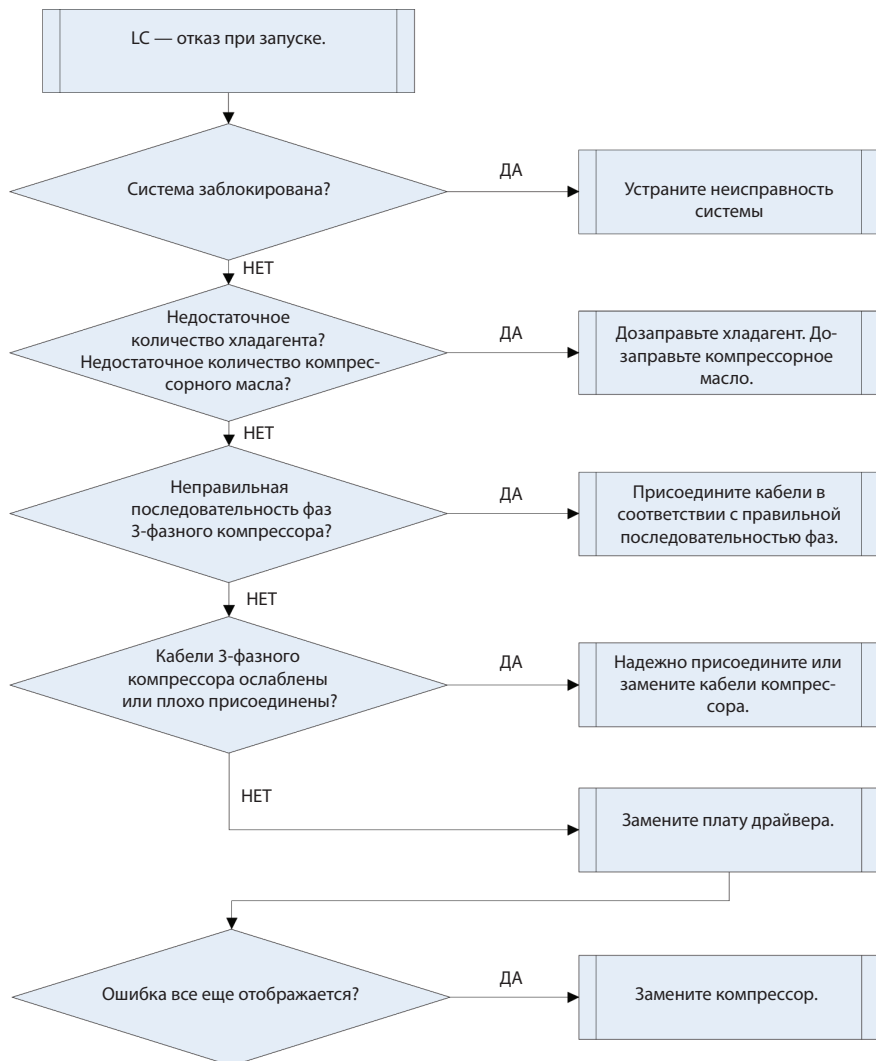 LC — отказ при запуске.
Система заблокирована?
ДА
Устраните неисправность
системы
НЕТ
Недостаточное
количество хладагента?
Недостаточное количество компрес-
сорного масла?
ДА
Дозаправьте хладагент. До-
заправьте компрессорное
масло.
НЕТ
Неправильная
последовательность фаз
3-фазного компрессора?
ДА
Присоедините кабели в
соответствии с правильной
последовательностью фаз.
НЕТ
Кабели 3-фазного
компрессора ослаблены
или плохо присоединены?
ДА
Надежно присоедините или
замените кабели компрес-
сора.
НЕТ
Замените плату драйвера.
Ошибка все еще отображается?
ДА
Замените компрессор.